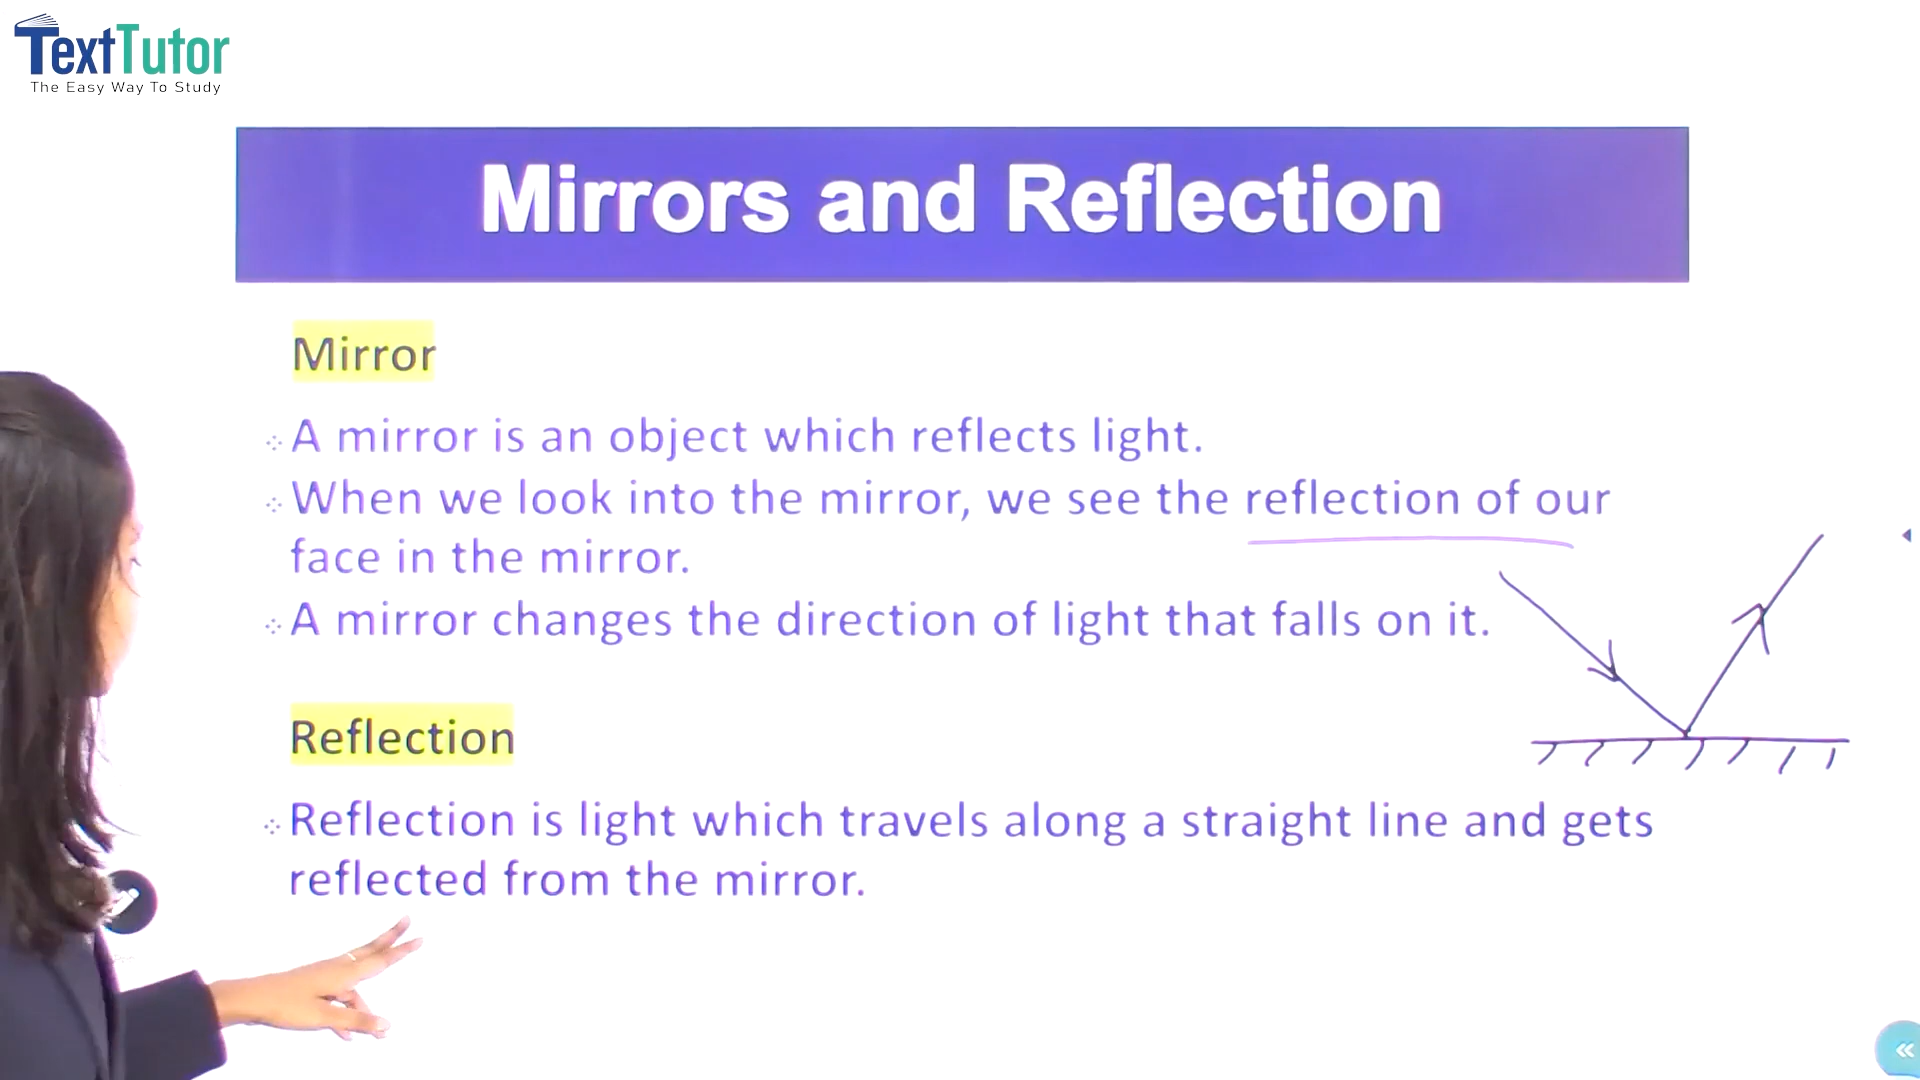 TextTutor
The Easy Way To Study
Mirrors and Reflection
Mirror
A mirror is an object which reflects light.
When we look into the mirror, we see the reflection of our
face in the mirror.
A mirror changes the direction of light that falls on it.
Reflection
Reflection is light which travels along a straight line and gets
reflected from the mirror.